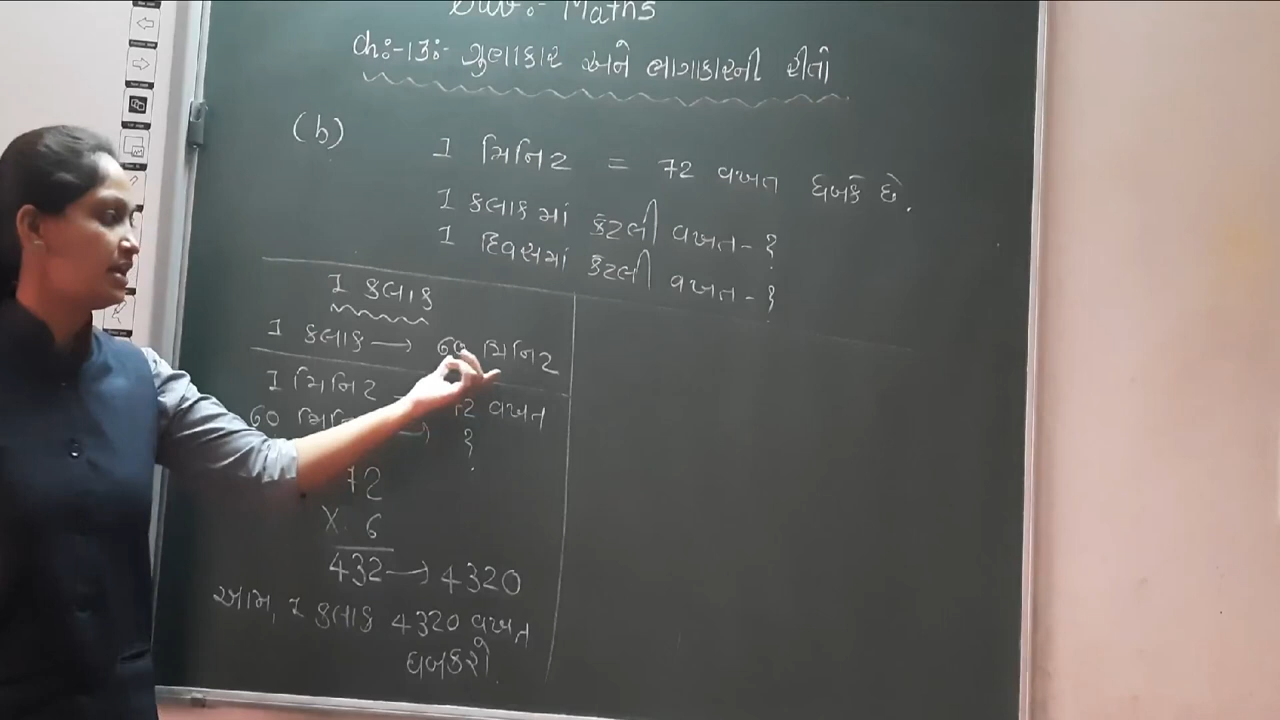 Sub:- Maths
Ch:-13:- ગુણાકાર અને ભાગાકારની રીતો
(b)
1 મિનિટ = 72 વખત ધબકે છે.
1 કલાકમાં કેટલી વખત-?
1 દિવસમાં કેટલી વખત-?
1 કલાક
1 કલાક → 60 મિનિટ
1 મિનિટ → 72 વખત
60 → ?
72
X 6
432 → 4320
આમ, 1 કલાક 4320 વખત
ધબકશે.